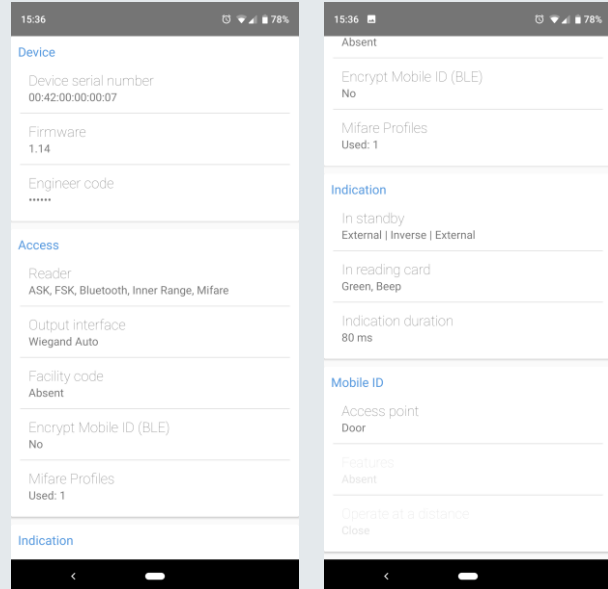 15:36
78%
Device
Device serial number
00:42:00:00:00:07
Firmware
1.14
Engineer code
••••••
Access
Reader
ASK, FSK, Bluetooth, Inner Range, Mifare
Output interface
Wiegand Auto
Facility code
Absent
Encrypt Mobile ID (BLE)
No
Mifare Profiles
Used: 1
Indication
15:36
78%
Absent
Encrypt Mobile ID (BLE)
No
Mifare Profiles
Used: 1
Indication
In standby
External | Inverse | External
In reading card
Green, Beep
Indication duration
80 ms
Mobile ID
Access point
Door
Features
Absent
Operate at a distance
Close